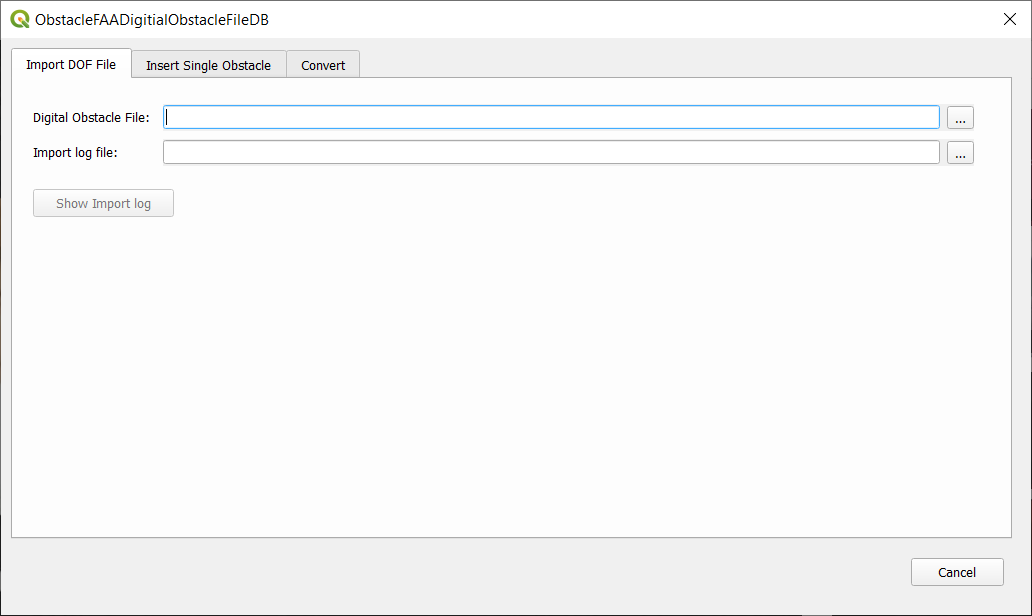 ObstacleFAADigitialObstacleFileDB
Import DOF File Insert Single Obstacle Convert
Digital Obstacle File: ...
Import log file: ...
Show Import log
Cancel